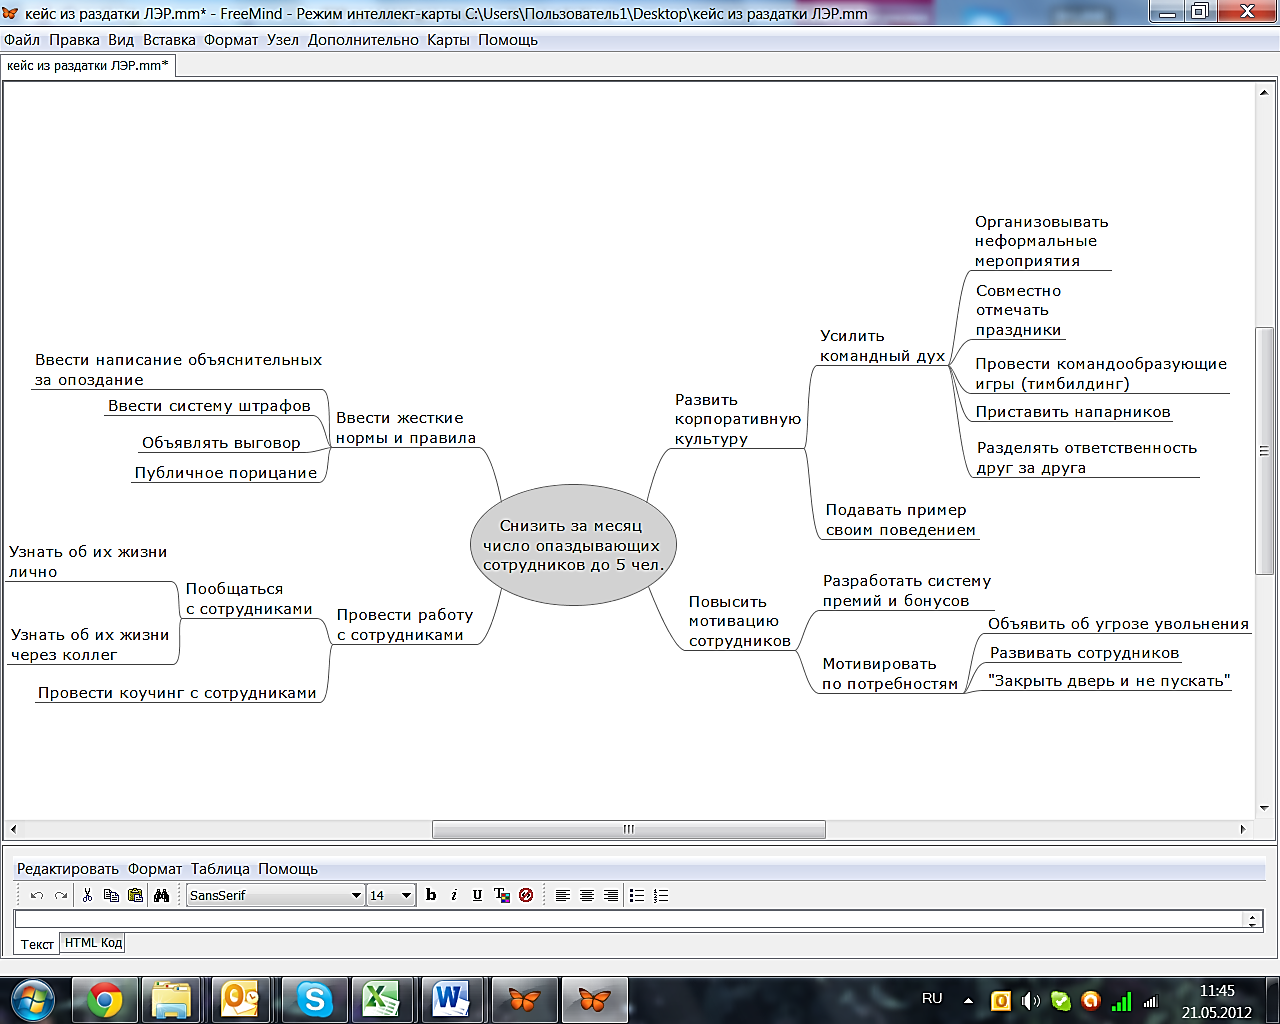 кейс из раздатки ЛЭР.mm* - FreeMind - Режим интеллект-карты C:\Users\Пользователь1\Desktop\кейс из раздатки ЛЭР.mm
Файл Правка Вид Вставка Формат Узел Дополнительно Карты Помощь
кейс из раздатки ЛЭР.mm*
Ввести написание объяснительных
за опоздание
Ввести систему штрафов
Объявлять выговор
Публичное порицание
Ввести жесткие
нормы и правила
Узнать об их жизни
лично
Узнать об их жизни
через коллег
Пообщаться
с сотрудниками
Провести коучинг с сотрудниками
Провести работу
с сотрудниками
Снизить за месяц
число опаздывающих
сотрудников до 5 чел.
Развить
корпоративную
культуру
Усилить
командный дух
Организовывать
неформальные
мероприятия
Совместно
отмечать
праздники
Провести командообразующие
игры (тимбилдинг)
Приставить напарников
Разделять ответственность
друг за друга
Подавать пример
своим поведением
Повысить
мотивацию
сотрудников
Разработать систему
премий и бонусов
Мотивировать
по потребностям
Объявить об угрозе увольнения
Развивать сотрудников
"Закрыть дверь и не пускать"
Редактировать Формат Таблица Помощь
SansSerif 14 b i U
Текст HTML Код
RU
11:45
21.05.2012